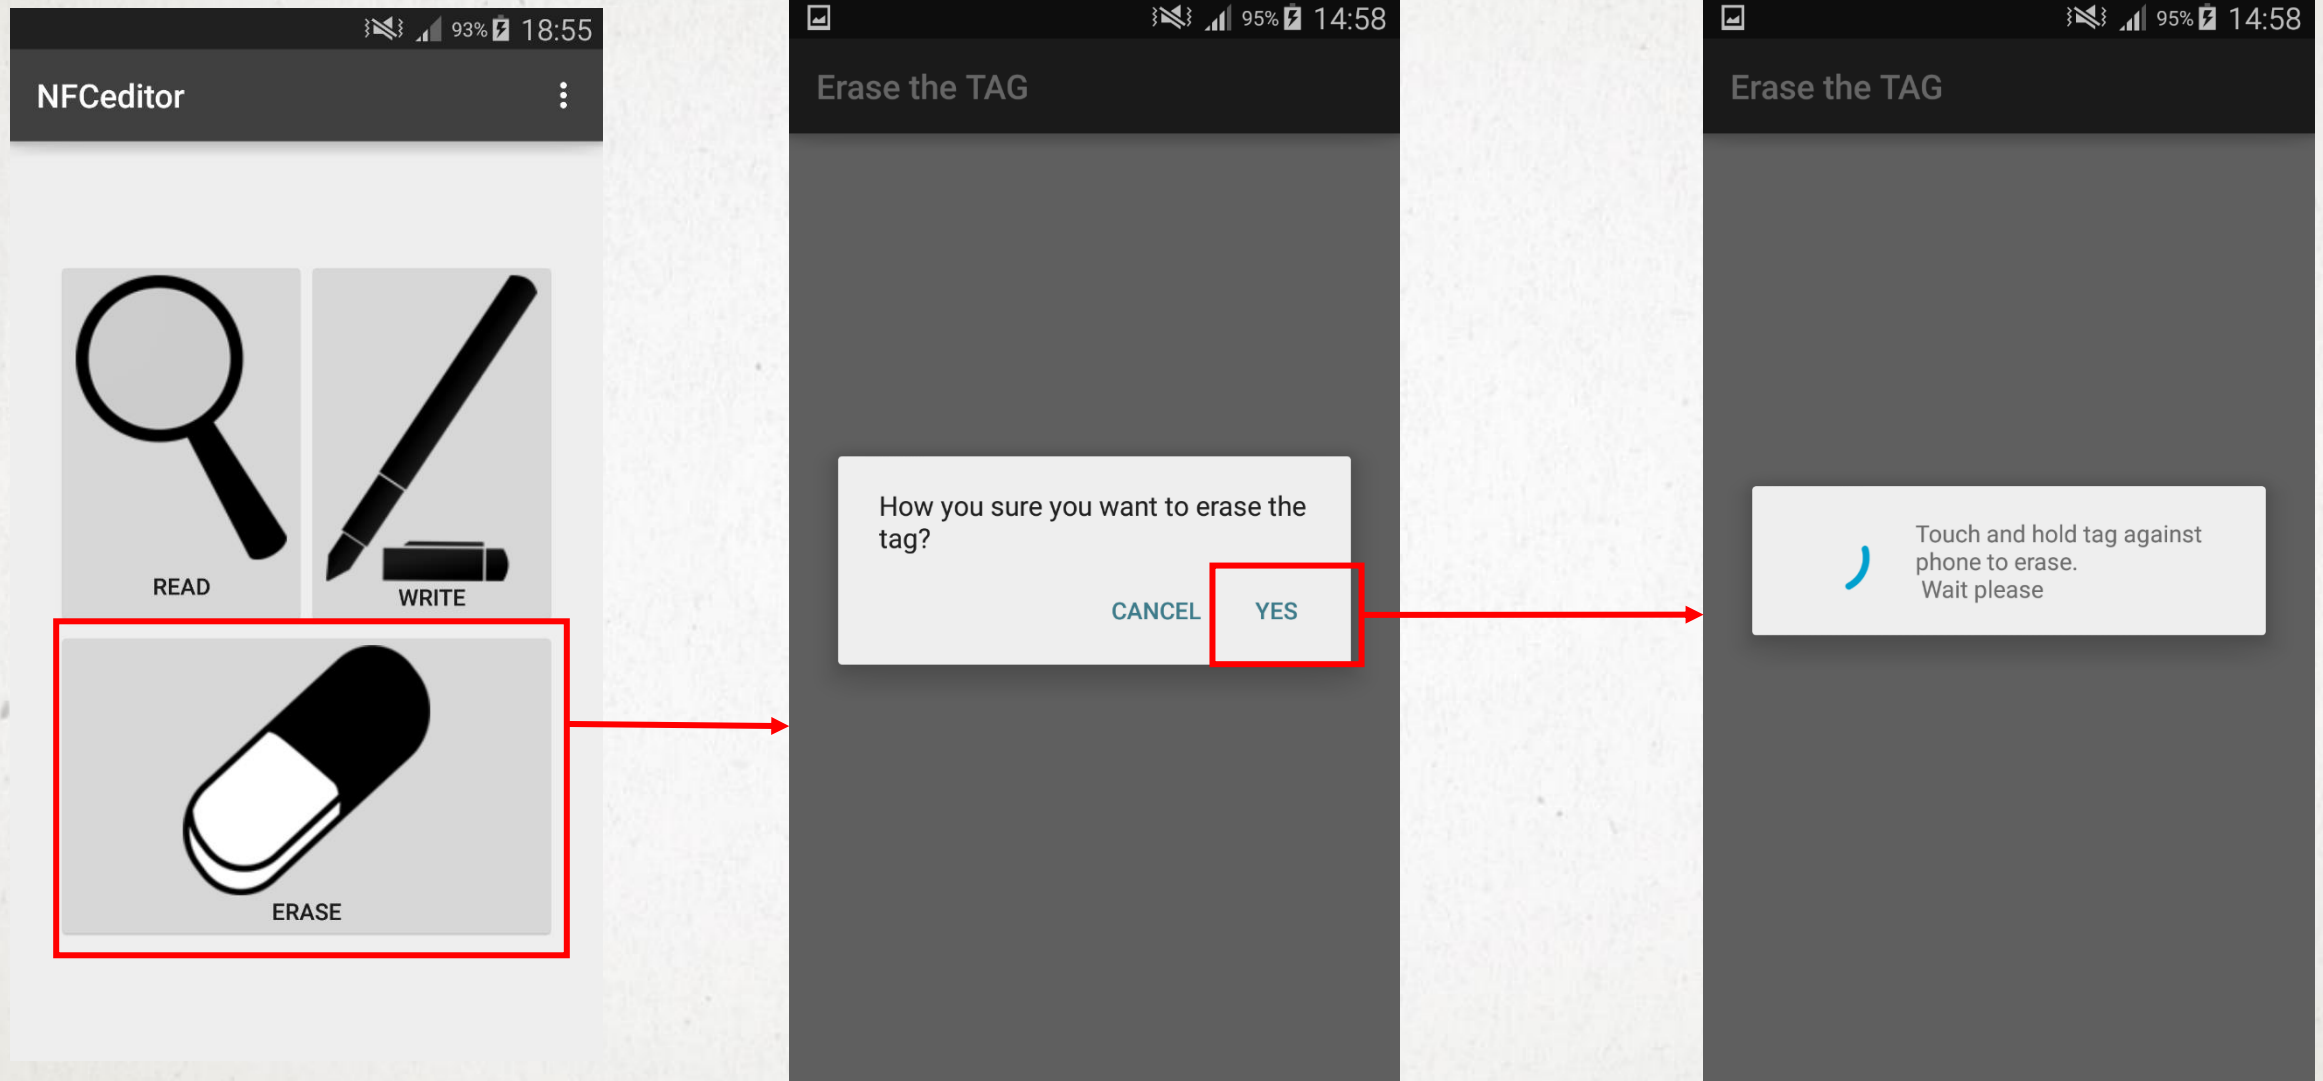 93% 18:55
NFCeditor
READ
WRITE
ERASE
95% 14:58
Erase the TAG
How you sure you want to erase the
tag?
CANCEL YES
95% 14:58
Erase the TAG
Touch and hold tag against
phone to erase.
Wait please